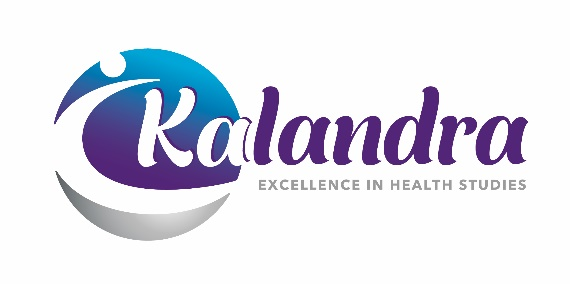 Kalandra
EXCELLENCE IN HEALTH STUDIES